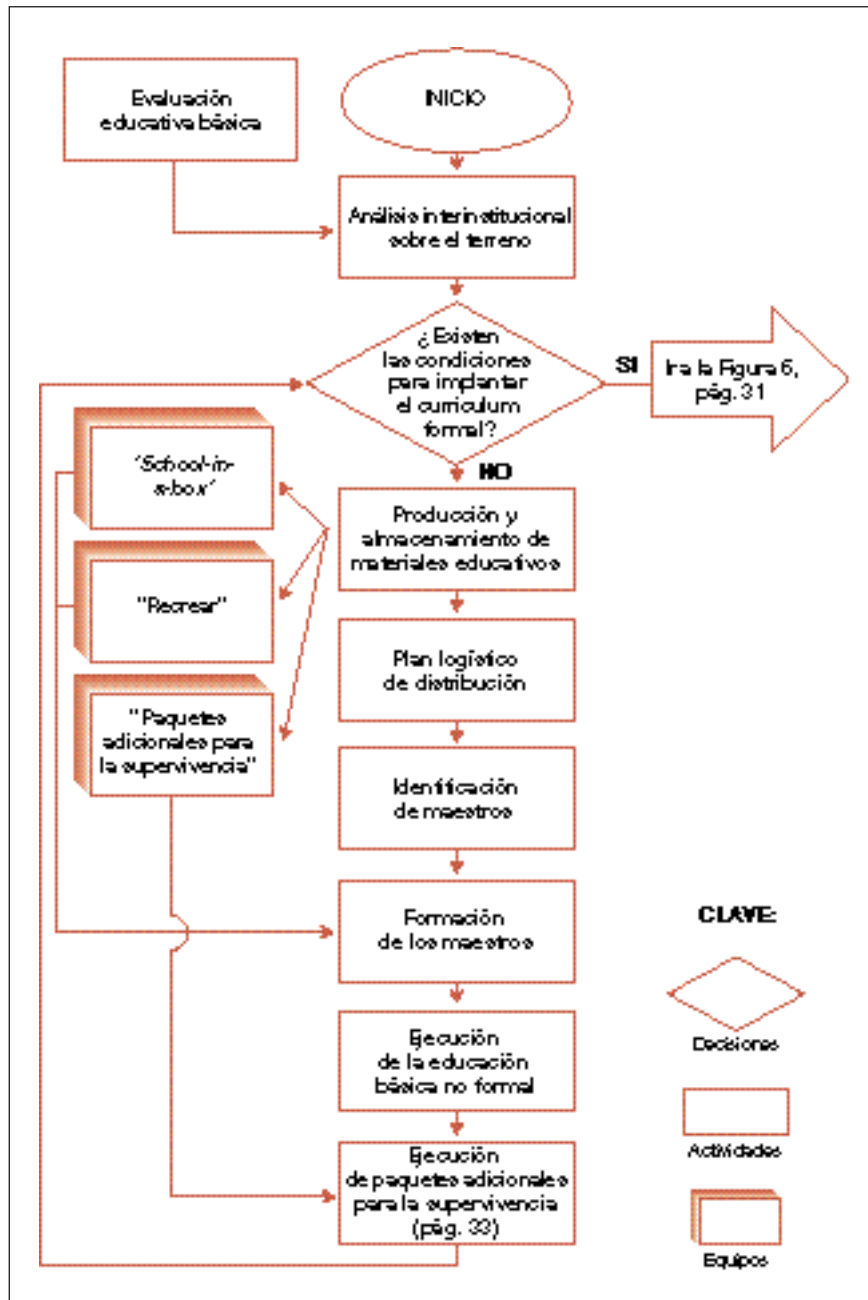 Evaluación
educativa básica
INICIO
Análisis interinstitucional
sobre el terreno
¿Existen
las condiciones
para implantar
el curriculum
formal?
SI
Ir a la Figura 6,
pág. 31
NO
'School-in-
a-box'
"Recrear"
"Paquetes
adicionales para
la supervivencia"
Producción y
almacenamiento de
materiales educativos
Plan logístico
de distribución
Identificación
de maestros
Formación
de los maestros
Ejecución
de la educación
básica no formal
Ejecución
de paquetes adicionales
para la supervivencia
(pág. 33)
CLAVE:
Decisiones
Actividades
Equipos